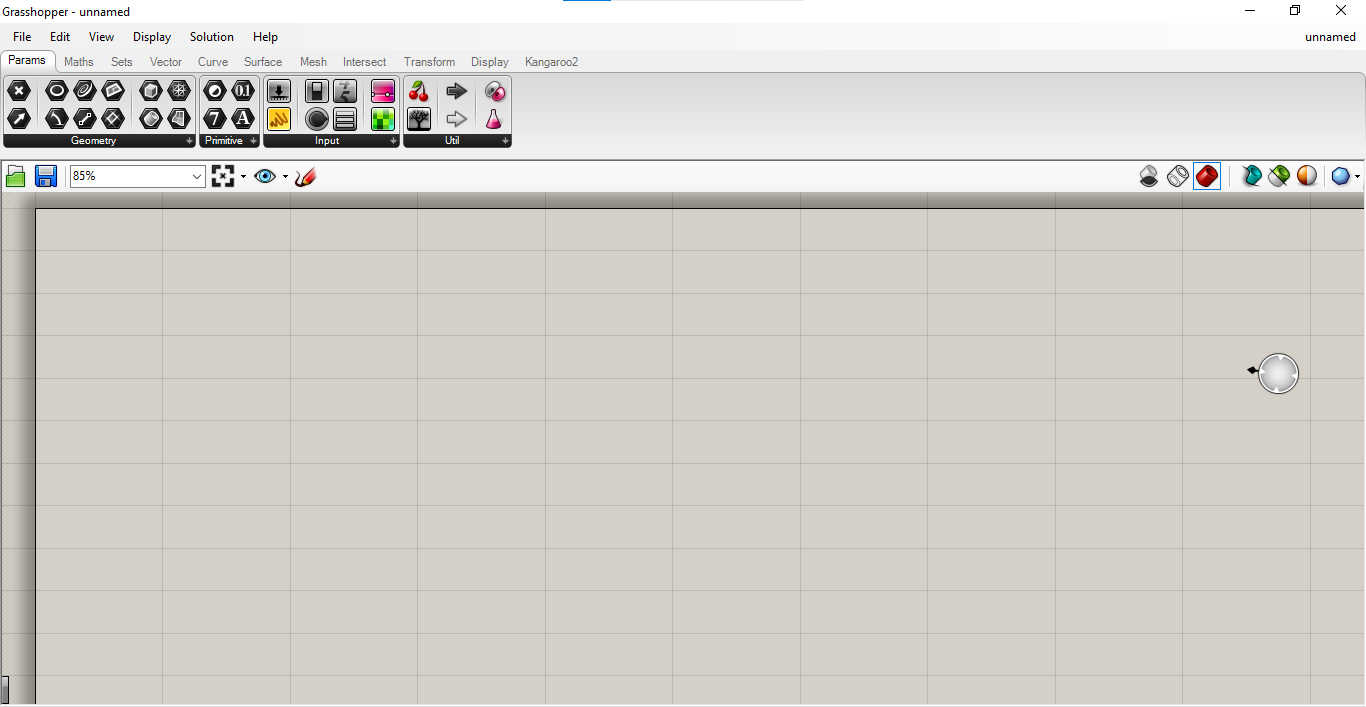 Grasshopper - unnamed
File Edit View Display Solution Help unnamed
Params Maths Sets Vector Curve Surface Mesh Intersect Transform Display Kangaroo2
0.1
7 A
Geometry Primitive Input Util
85%